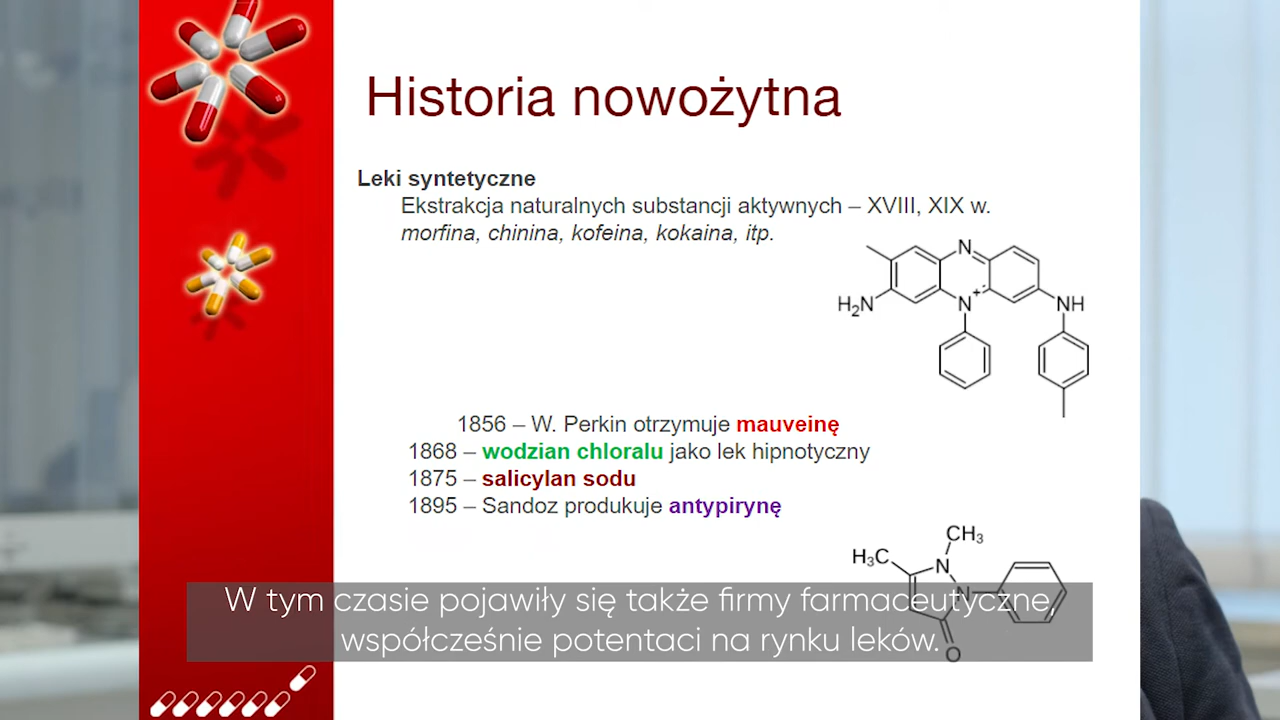 Historia nowożytna
Leki syntetyczne
Ekstrakcja naturalnych substancji aktywnych – XVIII, XIX w.
morfina, chinina, kofeina, kokaina, itp.
N
H₂N
N
+
NH
1856 – W. Perkin otrzymuje mauveinę
1868 – wodzian chloralu jako lek hipnotyczny
1875 – salicylan sodu
1895 – Sandoz produkuje antypirynę
CH₃
H₃C
N
N
O
W tym czasie pojawiły się także firmy farmaceutyczne,
współcześnie potentaci na rynku leków.